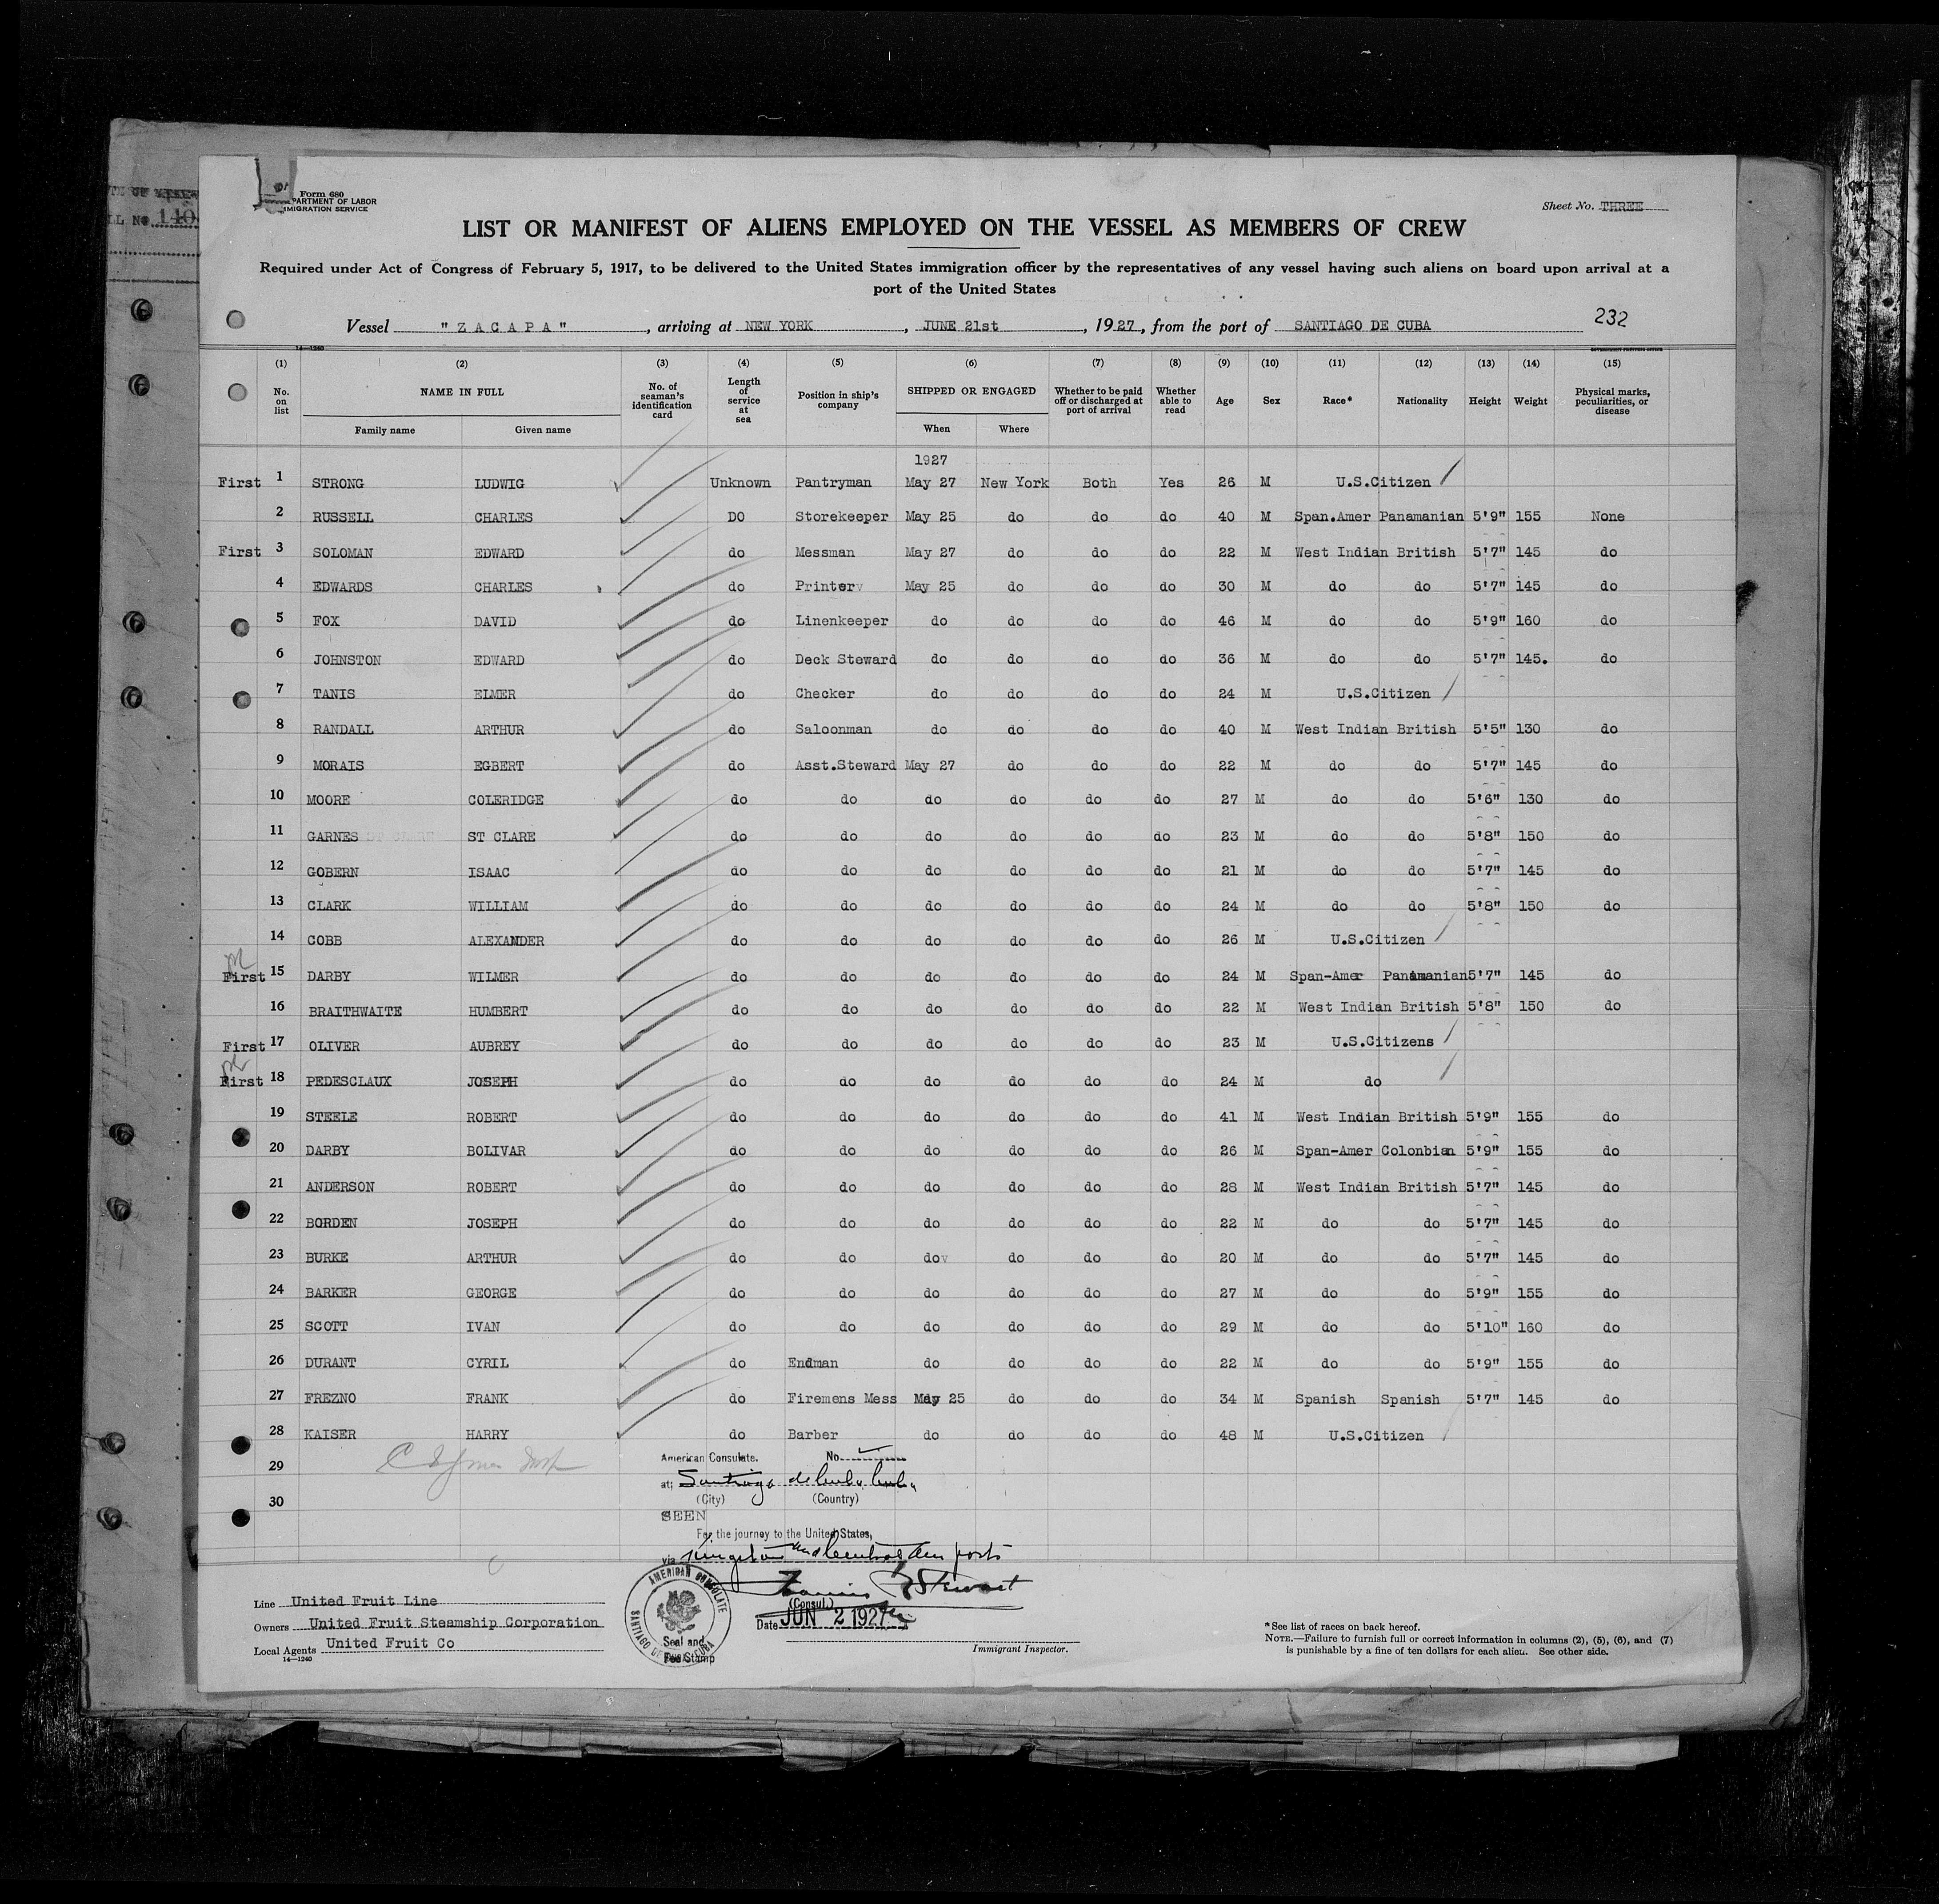 Form 680
PARTMENT OF LABOR
MMIGRATION SERVICE
Sheet No. THREE
LL No. 140
LIST OR MANIFEST OF ALIENS EMPLOYED ON THE VESSEL AS MEMBERS OF CREW
Required under Act of Congress of February 5, 1917, to be delivered to the United States immigration officer by the representatives of any vessel having such aliens on board upon arrival at a
port of the United States
Vessel "ZACAPA", arriving at NEW YORK, JUNE 21st, 1927, from the port of SANTIAGO DE CUBA 232
14—1240
(1) (2) (3) (4) (5) (6) (7) (8) (9) (10) (11) (12) (13) (14) (15)
No. on list NAME IN FULL Family name Given name No. of seaman's identification card Length of service at sea Position in ship's company SHIPPED OR ENGAGED When Where Whether to be paid off or discharged at port of arrival Whether able to read Age Sex Race* Nationality Height Weight Physical marks, peculiarities, or disease
1927
First 1 STRONG LUDWIG Unknown Pantryman May 27 New York Both Yes 26 M U.S.Citizen
2 RUSSELL CHARLES DO Storekeeper May 25 do do do 40 M Span.Amer Panamanian 5'9" 155 None
First 3 SOLOMAN EDWARD do Messman May 27 do do do 22 M West Indian British 5'7" 145 do
4 EDWARDS CHARLES do Printer May 25 do do do 30 M do do 5'7" 145 do
5 FOX DAVID do Linenkeeper do do do do 46 M do do 5'9" 160 do
6 JOHNSTON EDWARD do Deck Steward do do do do 36 M do do 5'7" 145. do
7 TANIS ELMER do Checker do do do do 24 M U.S.Citizen
8 RANDALL ARTHUR do Saloonman do do do do 40 M West Indian British 5'5" 130 do
9 MORAIS EGBERT do Asst.Steward May 27 do do do 22 M do do 5'7" 145 do
10 MOORE COLERIDGE do do do do do do 27 M do do 5'6" 130 do
11 GARNES ST CLARE do do do do do do 23 M do do 5'8" 150 do
12 GOBERN ISAAC do do do do do do 21 M do do 5'7" 145 do
13 CLARK WILLIAM do do do do do do 24 M do do 5'8" 150 do
14 COBB ALEXANDER do do do do do do 26 M U.S.Citizen
First 15 DARBY WILMER do do do do do do 24 M Span-Amer Panamanian 5'7" 145 do
16 BRAITHWAITE HUMBERT do do do do do do 22 M West Indian British 5'8" 150 do
First 17 OLIVER AUBREY do do do do do do 23 M U.S.Citizens
First 18 PEDESCLAUX JOSEPH do do do do do do 24 M do
19 STEELE ROBERT do do do do do do 41 M West Indian British 5'9" 155 do
20 DARBY BOLIVAR do do do do do do 26 M Span-Amer Colonbian 5'9" 155 do
21 ANDERSON ROBERT do do do do do do 28 M West Indian British 5'7" 145 do
22 BORDEN JOSEPH do do do do do do 22 M do do 5'7" 145 do
23 BURKE ARTHUR do do do do do do 20 M do do 5'7" 145 do
24 BARKER GEORGE do do do do do do 27 M do do 5'9" 155 do
25 SCOTT IVAN do do do do do do 29 M do do 5'10" 160 do
26 DURANT CYRIL do Endman do do do do 22 M do do 5'9" 155 do
27 FREZNO FRANK do Firemens Mess May 25 do do do 34 M Spanish Spanish 5'7" 145 do
28 KAISER HARRY do Barber do do do do 48 M U.S.Citizen
29
30
American Consulate. No.
at: Santiago de Cuba, Cuba
(City) (Country)
SEEN
For the journey to the United States,
via Kingston and Central Am ports
Francis Stewart
(Consul.)
Date JUN 2 1927
AMERICAN CONSULATE
SANTIAGO DE CUBA, CUBA
Seal and
Fee Stamp
Immigrant Inspector.
Line United Fruit Line
Owners United Fruit Steamship Corporation
Local Agents United Fruit Co
14—1240
*See list of races on back hereof.
NOTE.—Failure to furnish full or correct information in columns (2), (5), (6), and (7)
is punishable by a fine of ten dollars for each alien. See other side.